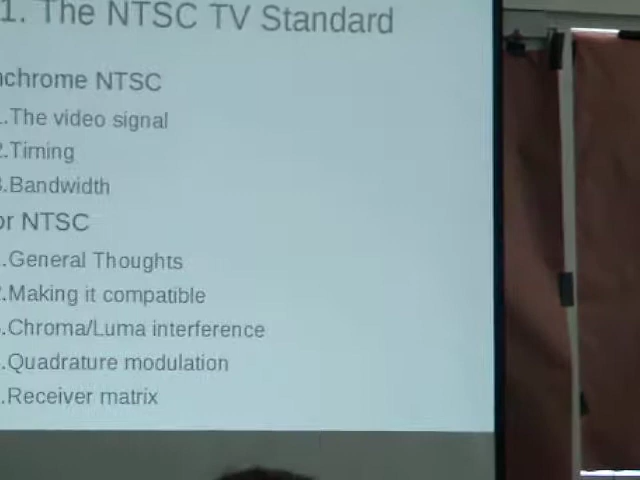 1. The NTSC TV Standard
nchrome NTSC
.The video signal
2.Timing
3.Bandwidth
or NTSC
.General Thoughts
.Making it compatible
.Chroma/Luma interference
.Quadrature modulation
.Receiver matrix